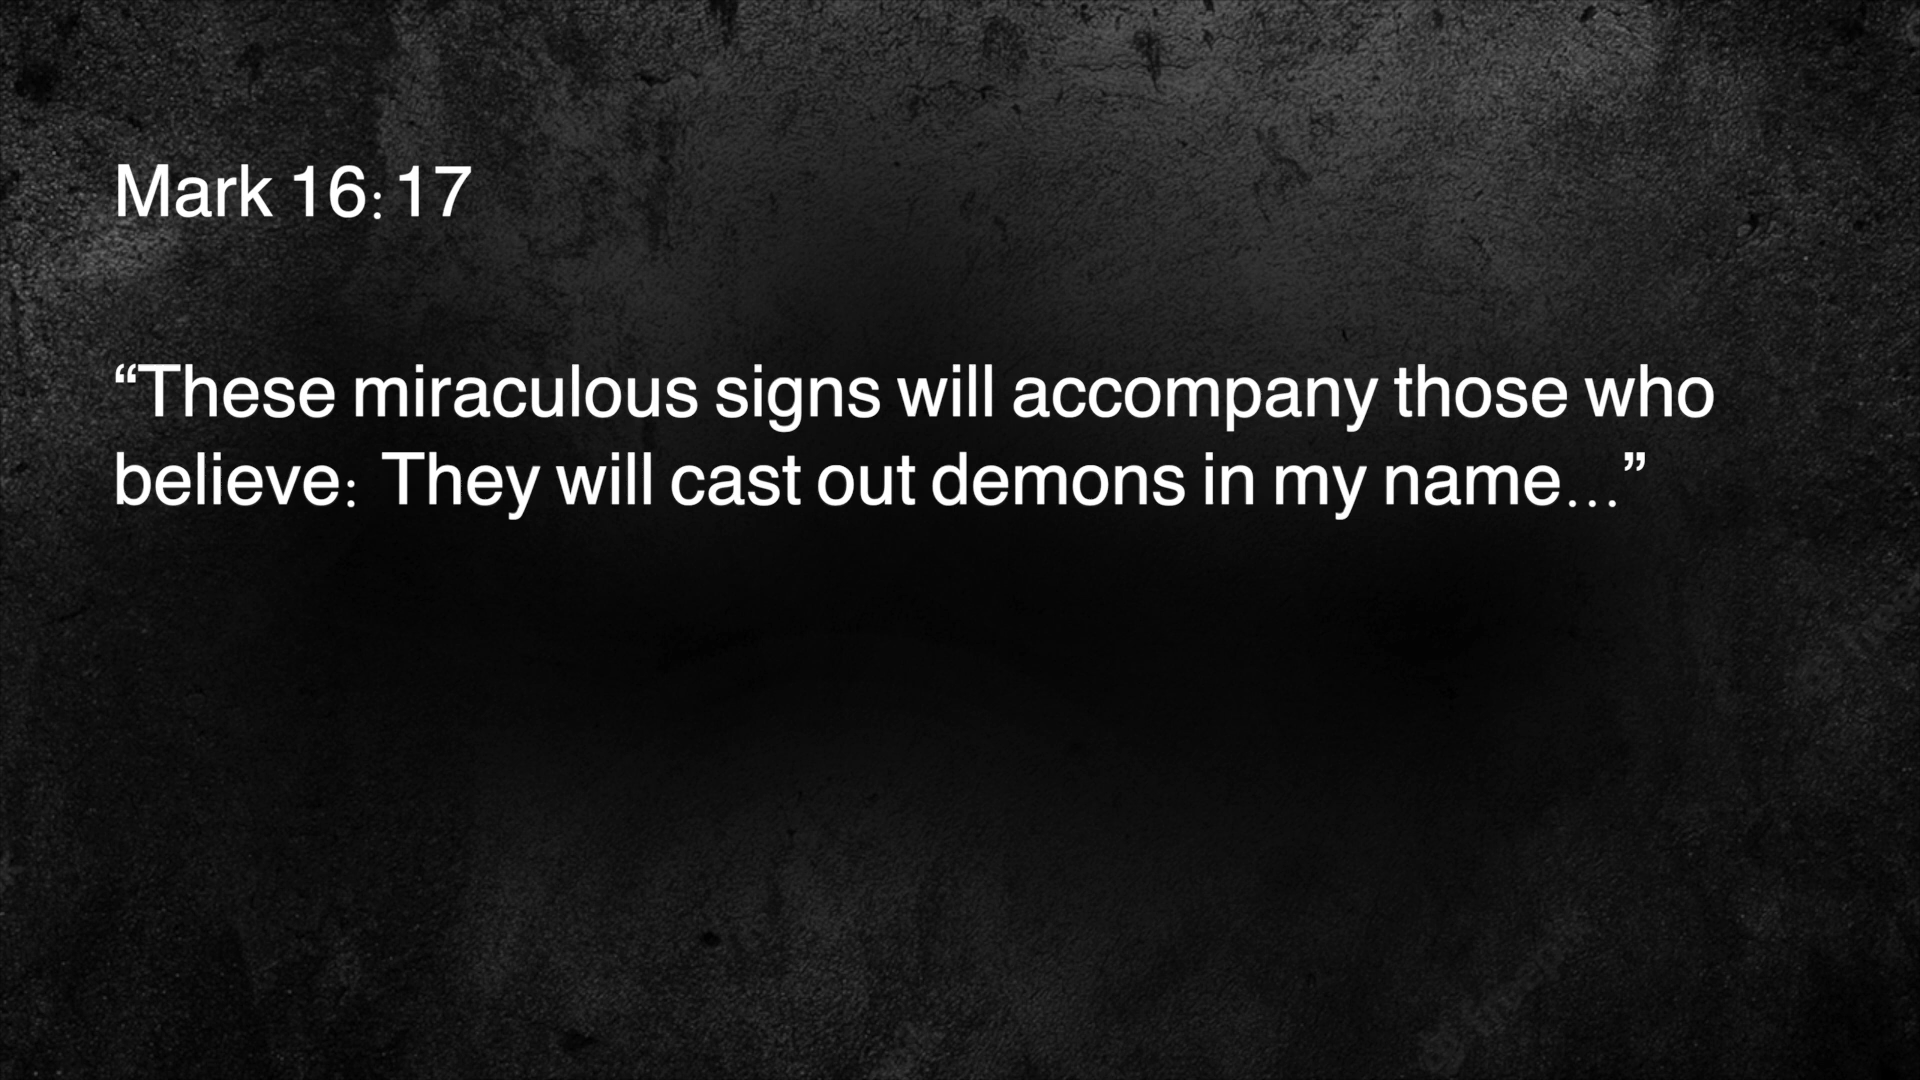 Mark 16:17
“These miraculous signs will accompany those who
believe: They will cast out demons in my name…”